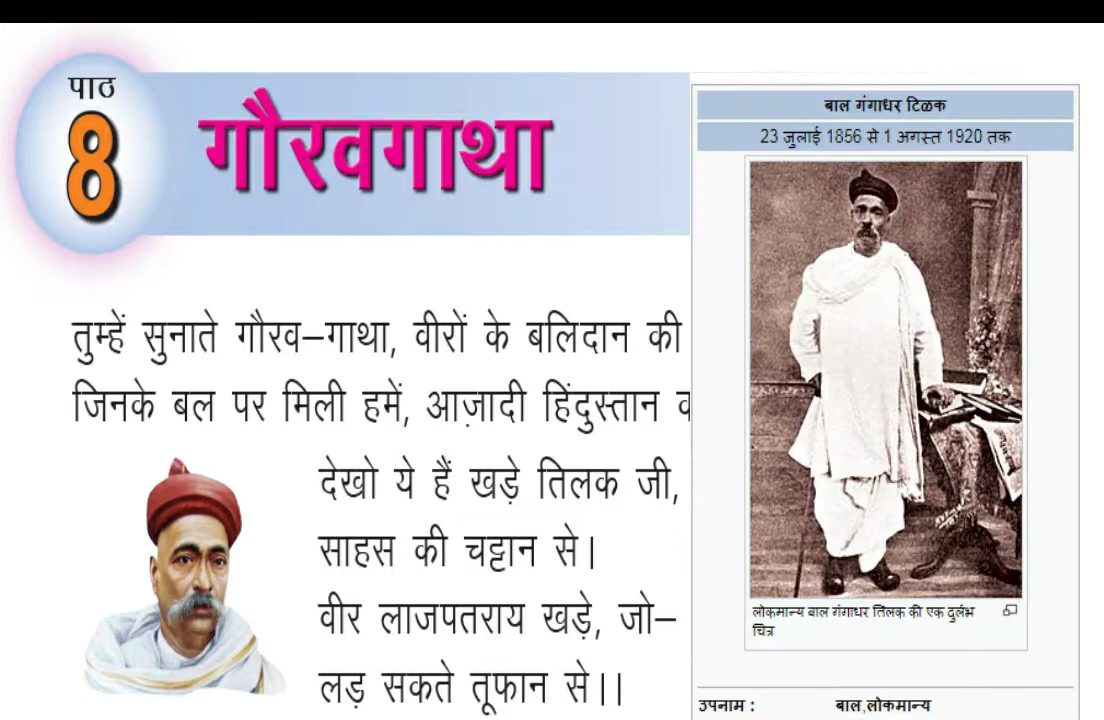 पाठ
8
गौरवगाथा
तुम्हें सुनाते गौरव–गाथा, वीरों के बलिदान की
जिनके बल पर मिली हमें, आज़ादी हिंदुस्तान
देखो ये हैं खड़े तिलक जी,
साहस की चट्टान से।
वीर लाजपतराय खड़े, जो–
लड़ सकते तूफान से।।
बाल गंगाधर टिळक
23 जुलाई 1856 से 1 अगस्त 1920 तक
लोकमान्य बाल गंगाधर तिलक की एक दुर्लभ
चित्र
उपनाम : बाल,लोकमान्य